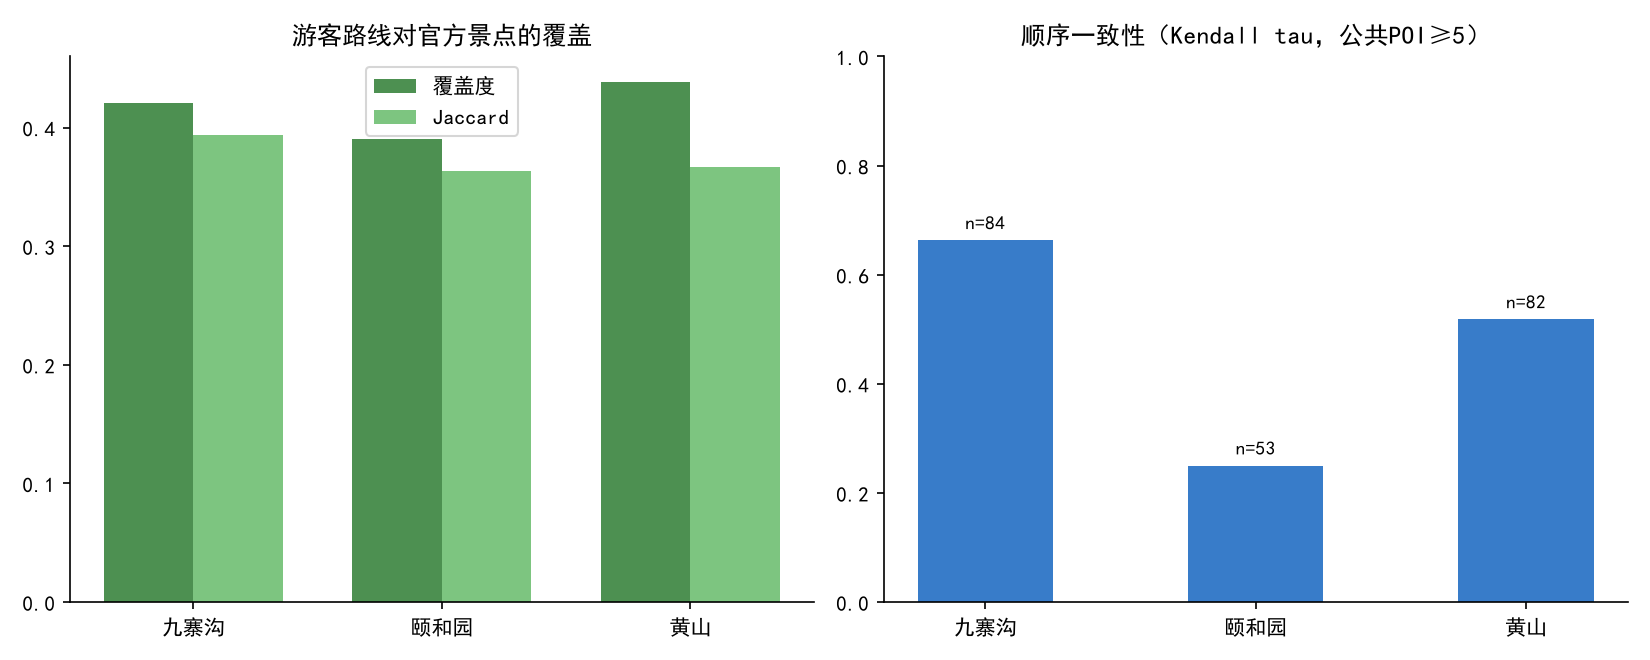 游客路线对官方景点的覆盖
覆盖度
Jaccard
0.4
0.3
0.2
0.1
0.0
九寨沟
颐和园
黄山
顺序一致性（Kendall tau，公共POI≥5）
1.0
0.8
0.6
0.4
0.2
0.0
n=84
n=53
n=82
九寨沟
颐和园
黄山